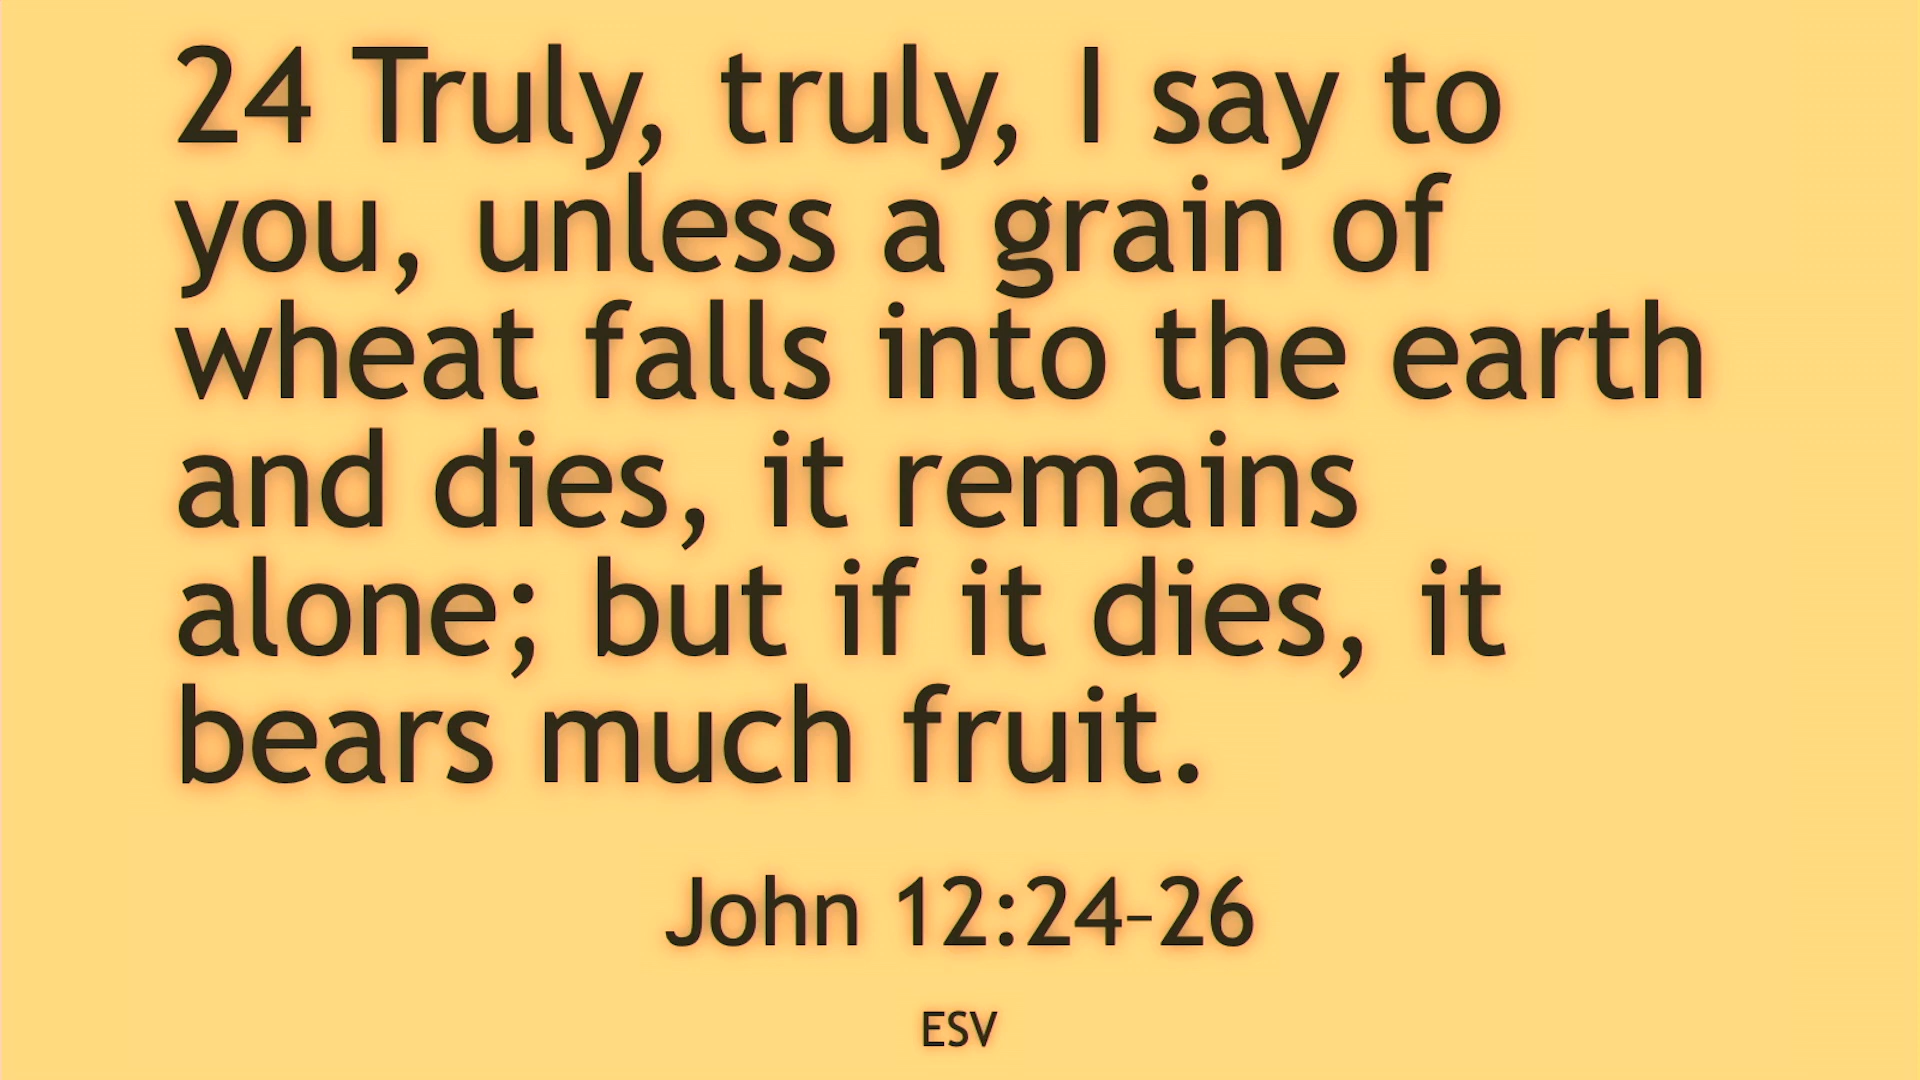 24 Truly, truly, I say to
you, unless a grain of
wheat falls into the earth
and dies, it remains
alone; but if it dies, it
bears much fruit.
John 12:24-26
ESV